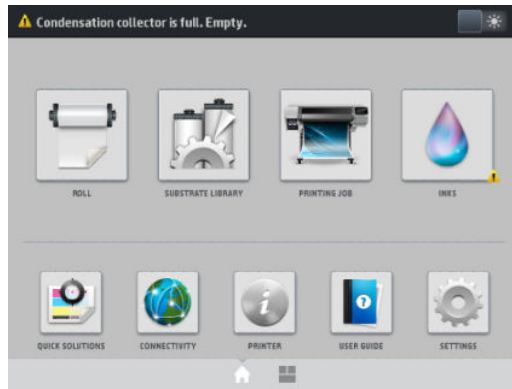 Condensation collector is full. Empty.
ROLL
SUBSTRATE LIBRARY
PRINTING JOB
INKS
QUICK SOLUTIONS
CONNECTIVITY
PRINTER
USER GUIDE
SETTINGS